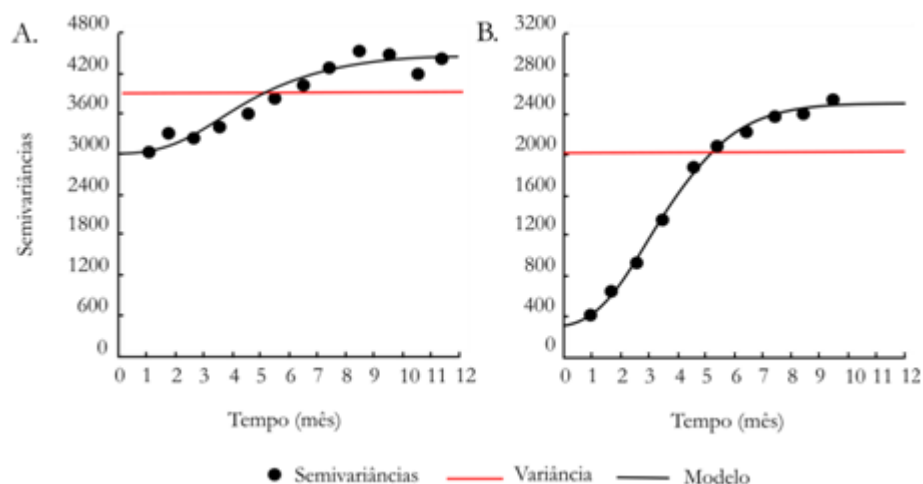 A.
4800
4200
3600
3000
2400
1800
1200
600
0
0 1 2 3 4 5 6 7 8 9 10 11 12
Semivariâncias
Tempo (mês)
B.
3200
2800
2400
2000
1600
1200
800
400
0
0 1 2 3 4 5 6 7 8 9 10 11 12
Tempo (mês)
Semivariâncias Variância Modelo